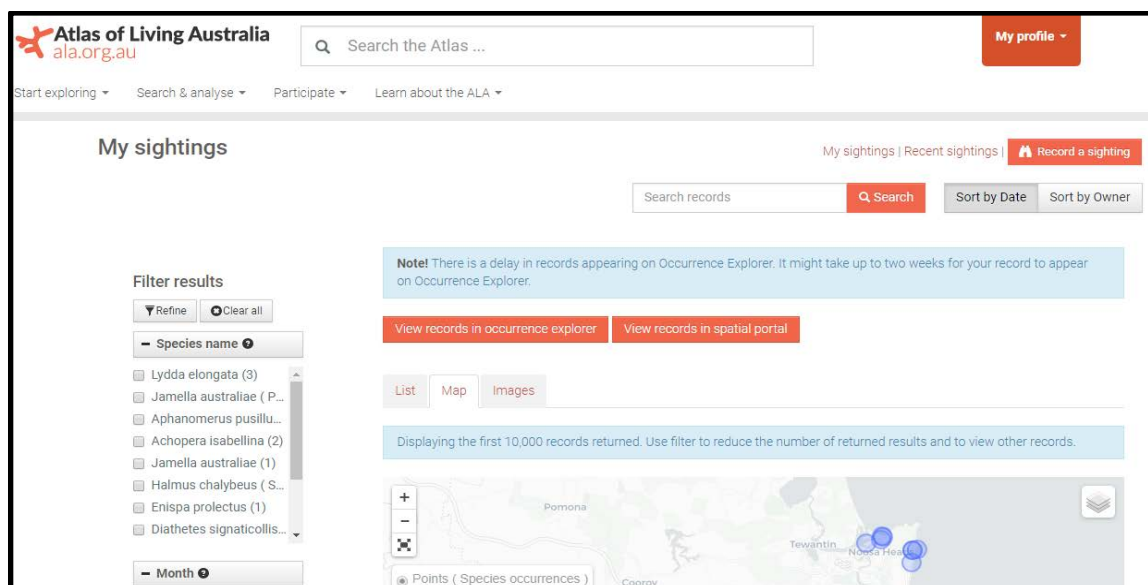 Atlas of Living Australia
ala.org.au
Search the Atlas ...
My profile
Start exploring
Search & analyse
Participate
Learn about the ALA
My sightings
My sightings | Recent sightings |
Record a sighting
Search records
Search
Sort by Date
Sort by Owner
Note! There is a delay in records appearing on Occurrence Explorer. It might take up to two weeks for your record to appear
on Occurrence Explorer.
Filter results
Refine
Clear all
View records in occurrence explorer
View records in spatial portal
Species name
Lydda elongata (3)
Jamella australiae ( P...
Aphanomerus pusillu...
Achopera isabellina (2)
Jamella australiae (1)
Halmus chalybeus ( S...
Enispa prolectus (1)
Diathetes signaticollis...
Month
List
Map
Images
Displaying the first 10,000 records returned. Use filter to reduce the number of returned results and to view other records.
+
−
Pomona
Tewantin
Noosa Heads
Points ( Species occurrences )
Cooroy